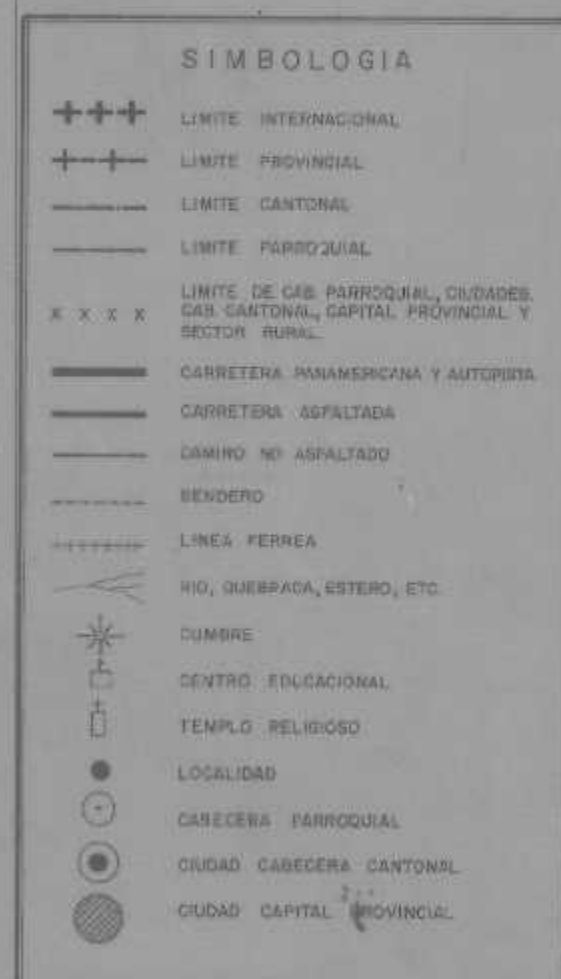 SIMBOLOGIA
LIMITE INTERNACIONAL
LIMITE PROVINCIAL
LIMITE CANTONAL
LIMITE PARROQUIAL
X X X X
LIMITE DE CAB. PARROQUIAL, CIUDADES.
CAB. CANTONAL, CAPITAL PROVINCIAL Y
SECTOR RURAL.
CARRETERA PANAMERICANA Y AUTOPISTA
CARRETERA ASFALTADA
CAMINO NO ASFALTADO
SENDERO
LINEA FERREA
RIO, QUEBRADA, ESTERO, ETC.
CUMBRE
CENTRO EDUCACIONAL
TEMPLO RELIGIOSO
LOCALIDAD
CABECERA PARROQUIAL
CIUDAD CABECERA CANTONAL
CIUDAD CAPITAL PROVINCIAL